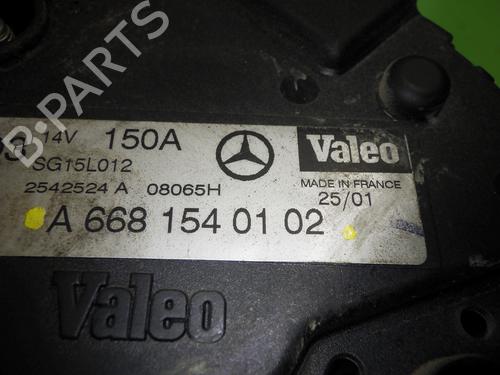 B-PARTS
14V 150A
Valeo
SG15L012
MADE IN FRANCE
2542524 A 08065H
25/01
A 668 154 01 02
Valeo